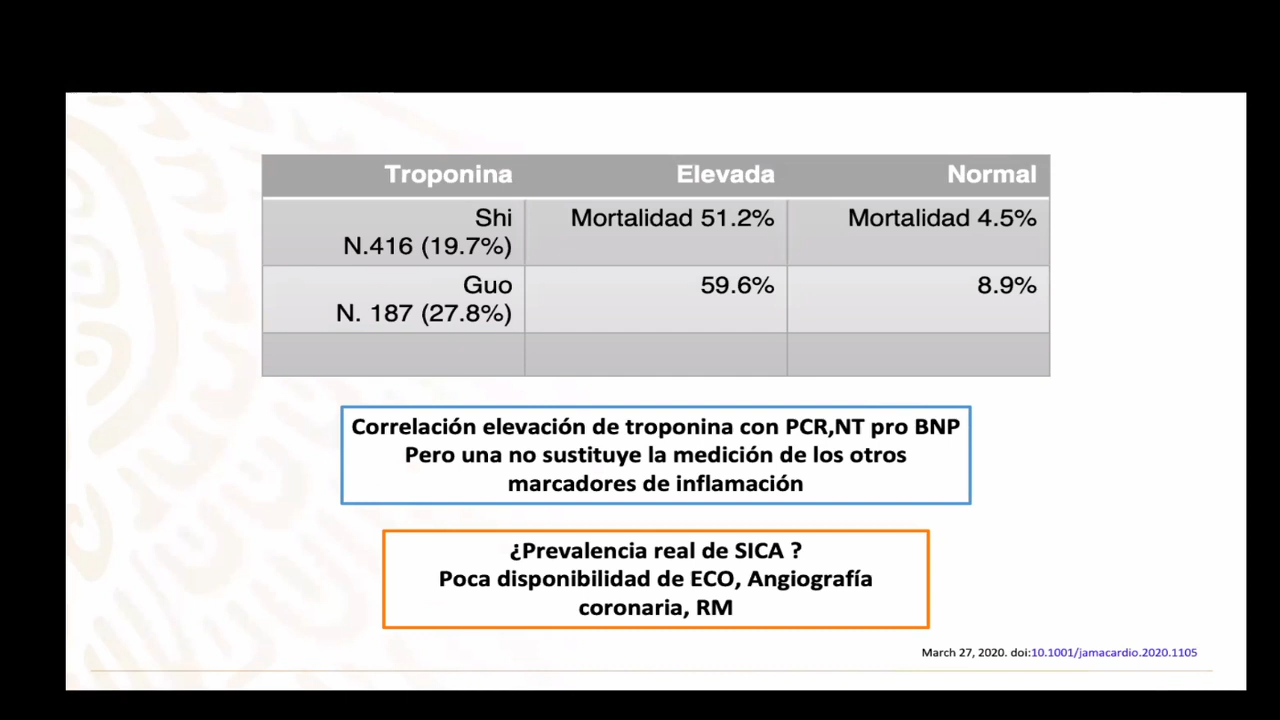 Troponina Elevada Normal
Shi Mortalidad 51.2% Mortalidad 4.5%
N.416 (19.7%)
Guo 59.6% 8.9%
N. 187 (27.8%)
Correlación elevación de troponina con PCR,NT pro BNP
Pero una no sustituye la medición de los otros
marcadores de inflamación
¿Prevalencia real de SICA ?
Poca disponibilidad de ECO, Angiografía
coronaria, RM
March 27, 2020. doi:10.1001/jamacardio.2020.1105